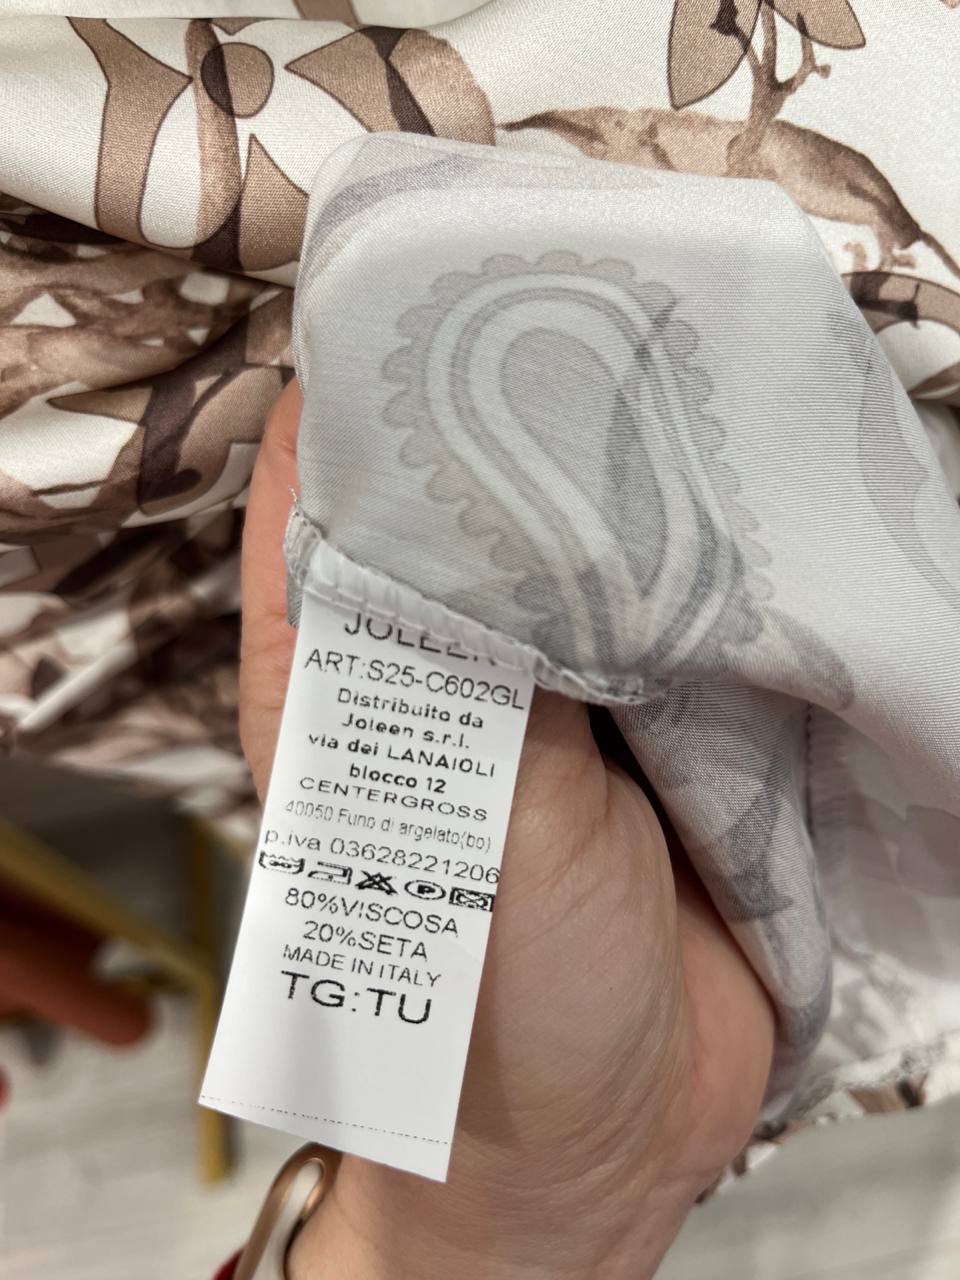 JOLEEN
ART:S25-C602GL
Distribuito da
Joleen s.r.l.
via dei LANAIOLI
blocco 12
CENTERGROSS
40050 Funo di argelato(bo)
p.iva 03628221206
P
80%VISCOSA
20%SETA
MADE IN ITALY
TG:TU